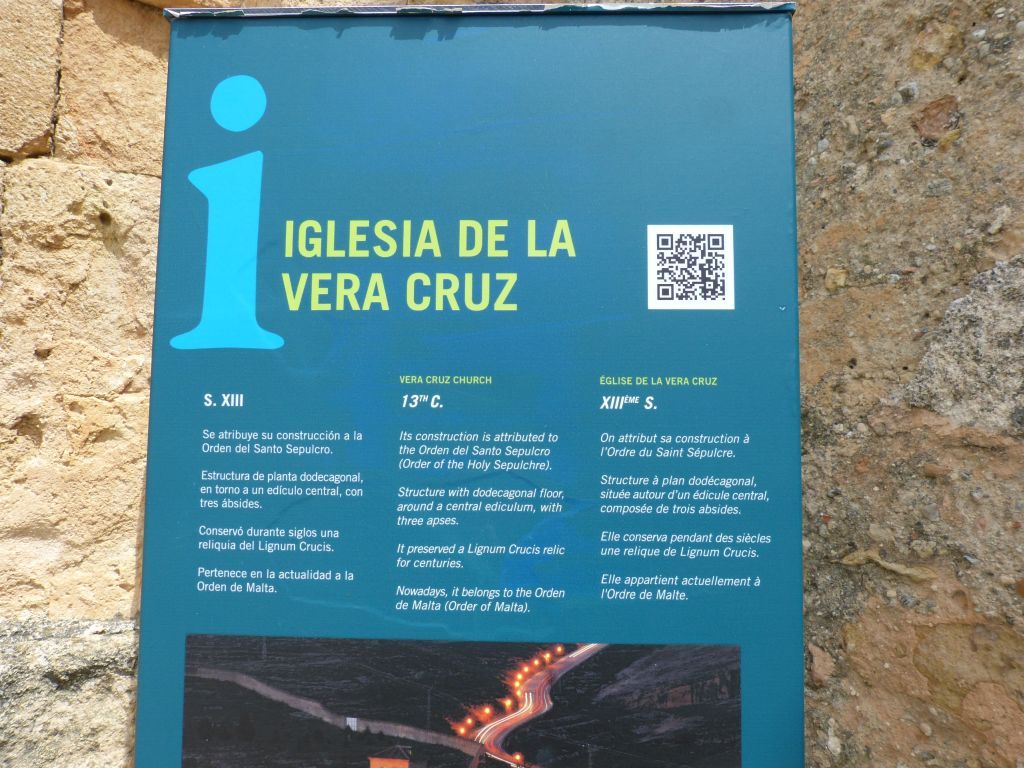 i
IGLESIA DE LA
VERA CRUZ
S. XIII
Se atribuye su construcción a la
Orden del Santo Sepulcro.
Estructura de planta dodecagonal,
en torno a un edículo central, con
tres ábsides.
Conservó durante siglos una
reliquia del Lignum Crucis.
Pertenece en la actualidad a la
Orden de Malta.
VERA CRUZ CHURCH
13TH C.
Its construction is attributed to
the Orden del Santo Sepulcro
(Order of the Holy Sepulchre).
Structure with dodecagonal floor,
around a central ediculum, with
three apses.
It preserved a Lignum Crucis relic
for centuries.
Nowadays, it belongs to the Orden
de Malta (Order of Malta).
ÉGLISE DE LA VERA CRUZ
XIIIÈME S.
On attribut sa construction à
l'Ordre du Saint Sépulcre.
Structure à plan dodécagonal,
située autour d'un édicule central,
composée de trois absides.
Elle conserva pendant des siècles
une relique de Lignum Crucis.
Elle appartient actuellement à
l'Ordre de Malte.